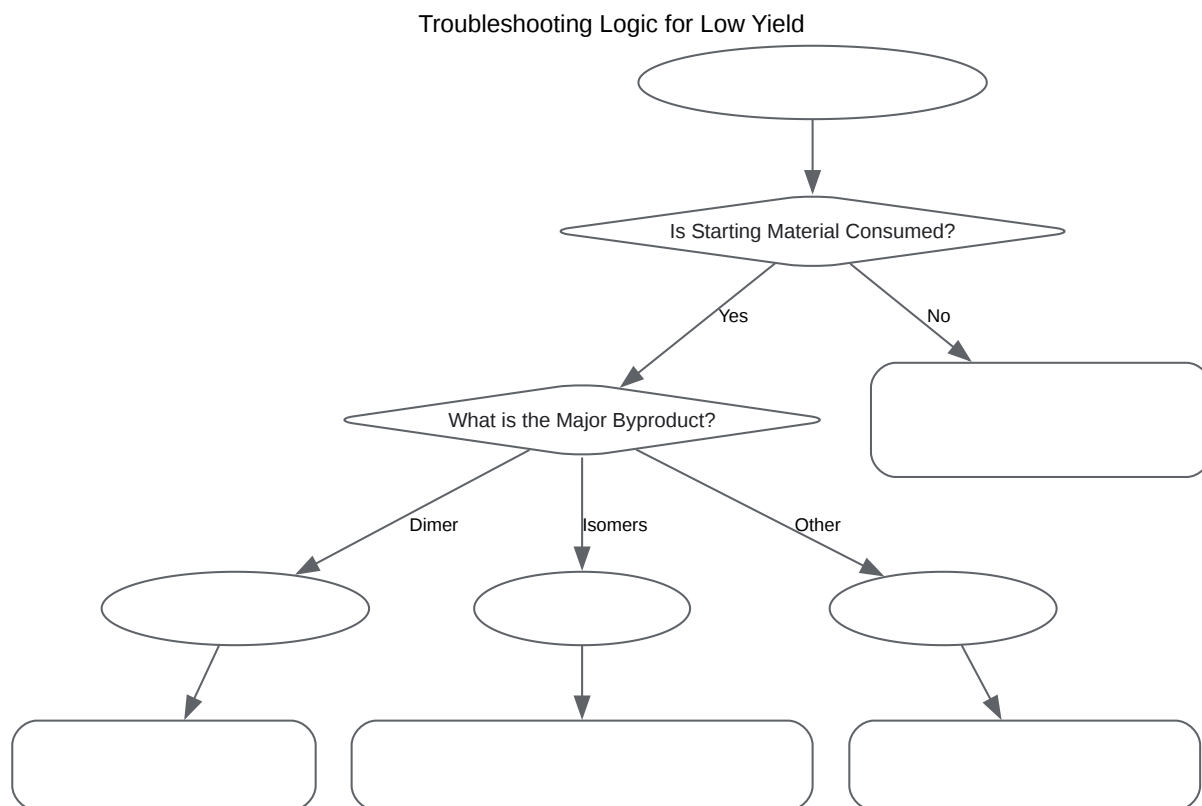 Troubleshooting Logic for Low Yield
Is Starting Material Consumed?
Yes
No
What is the Major Byproduct?
Dimer
Isomers
Other